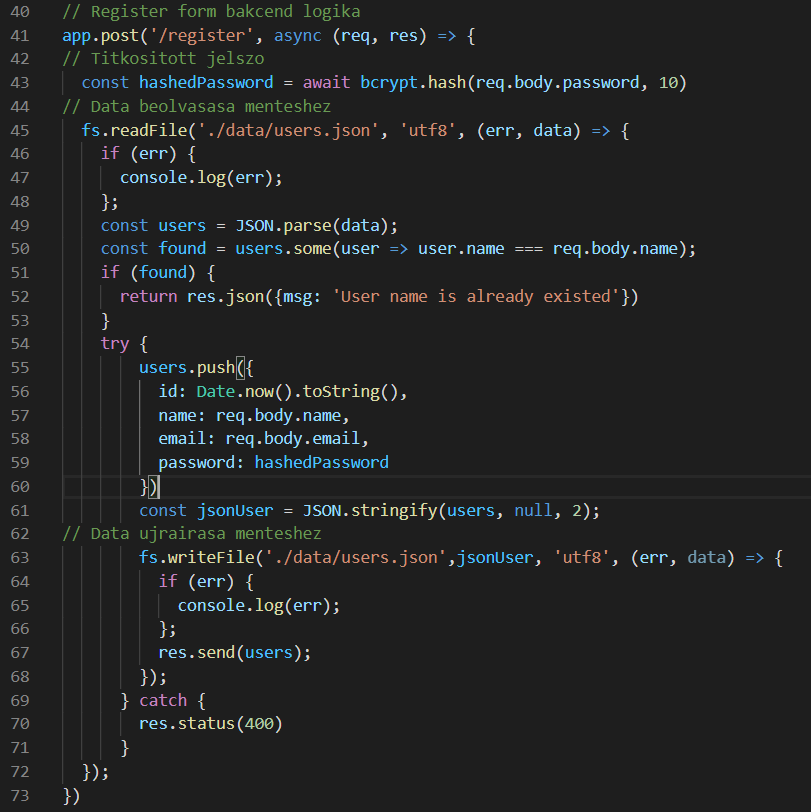 40 // Register form bakcend logika
41 app.post('/register', async (req, res) => {
42 // Titkositott jelszo
43 const hashedPassword = await bcrypt.hash(req.body.password, 10)
44 // Data beolvasasa menteshez
45 fs.readFile('./data/users.json', 'utf8', (err, data) => {
46 if (err) {
47 console.log(err);
48 };
49 const users = JSON.parse(data);
50 const found = users.some(user => user.name === req.body.name);
51 if (found) {
52 return res.json({msg: 'User name is already existed'})
53 }
54 try {
55 users.push({
56 id: Date.now().toString(),
57 name: req.body.name,
58 email: req.body.email,
59 password: hashedPassword
60 })
61 const jsonUser = JSON.stringify(users, null, 2);
62 // Data ujrairasa menteshez
63 fs.writeFile('./data/users.json',jsonUser, 'utf8', (err, data) => {
64 if (err) {
65 console.log(err);
66 };
67 res.send(users);
68 });
69 } catch {
70 res.status(400)
71 }
72 });
73 })